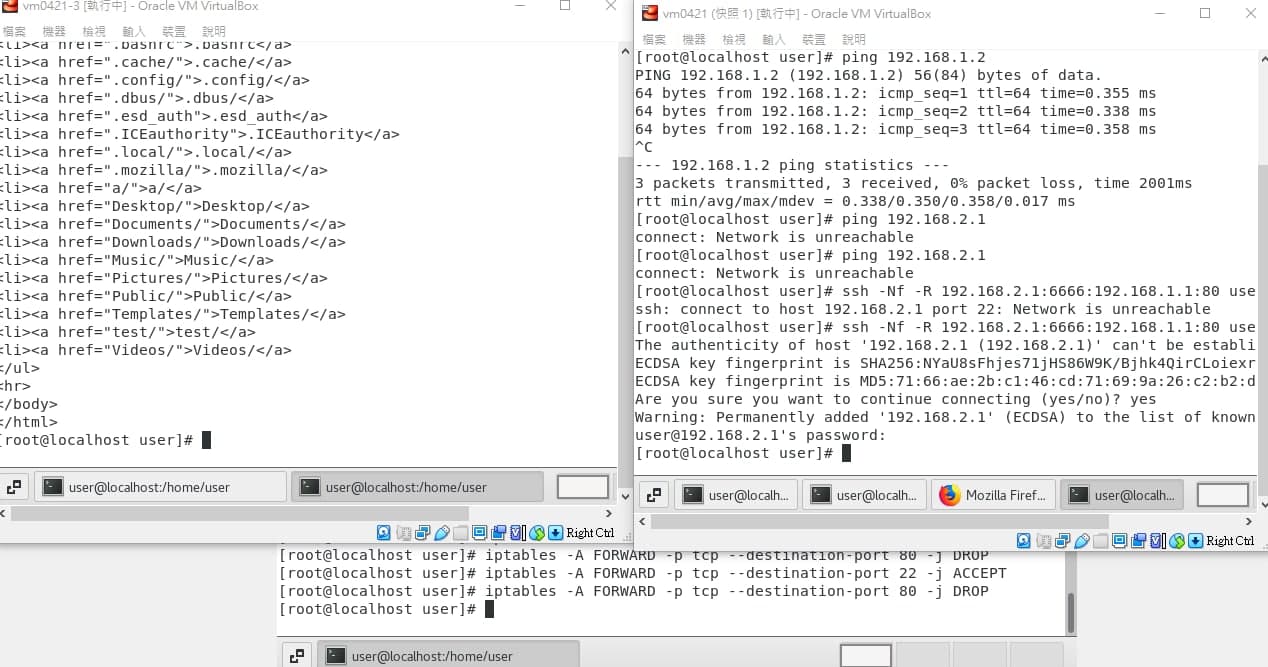 vm0421-3 [執行中] - Oracle VM VirtualBox
檔案 機器 檢視 輸入 裝置 說明
<li><a href=".bashrc">.bashrc</a>
<li><a href=".cache/">.cache/</a>
<li><a href=".config/">.config/</a>
<li><a href=".dbus/">.dbus/</a>
<li><a href=".esd_auth">.esd_auth</a>
<li><a href=".ICEauthority">.ICEauthority</a>
<li><a href=".local/">.local/</a>
<li><a href=".mozilla/">.mozilla/</a>
<li><a href="a/">a/</a>
<li><a href="Desktop/">Desktop/</a>
<li><a href="Documents/">Documents/</a>
<li><a href="Downloads/">Downloads/</a>
<li><a href="Music/">Music/</a>
<li><a href="Pictures/">Pictures/</a>
<li><a href="Public/">Public/</a>
<li><a href="Templates/">Templates/</a>
<li><a href="test/">test/</a>
<li><a href="Videos/">Videos/</a>
</ul>
<hr>
</body>
</html>
[root@localhost user]#
user@localhost:/home/user
user@localhost:/home/user
Right Ctrl
vm0421 (快照 1) [執行中] - Oracle VM VirtualBox
檔案 機器 檢視 輸入 裝置 說明
[root@localhost user]# ping 192.168.1.2
PING 192.168.1.2 (192.168.1.2) 56(84) bytes of data.
64 bytes from 192.168.1.2: icmp_seq=1 ttl=64 time=0.355 ms
64 bytes from 192.168.1.2: icmp_seq=2 ttl=64 time=0.338 ms
64 bytes from 192.168.1.2: icmp_seq=3 ttl=64 time=0.358 ms
^C
--- 192.168.1.2 ping statistics ---
3 packets transmitted, 3 received, 0% packet loss, time 2001ms
rtt min/avg/max/mdev = 0.338/0.350/0.358/0.017 ms
[root@localhost user]# ping 192.168.2.1
connect: Network is unreachable
[root@localhost user]# ping 192.168.2.1
connect: Network is unreachable
[root@localhost user]# ssh -Nf -R 192.168.2.1:6666:192.168.1.1:80 use
ssh: connect to host 192.168.2.1 port 22: Network is unreachable
[root@localhost user]# ssh -Nf -R 192.168.2.1:6666:192.168.1.1:80 use
The authenticity of host '192.168.2.1 (192.168.2.1)' can't be establi
ECDSA key fingerprint is SHA256:NYaU8sFhjes71jHS86W9K/Bjhk4QirCLoiexr
ECDSA key fingerprint is MD5:71:66:ae:2b:c1:46:cd:71:69:9a:26:c2:b2:d
Are you sure you want to continue connecting (yes/no)? yes
Warning: Permanently added '192.168.2.1' (ECDSA) to the list of known
user@192.168.2.1's password:
[root@localhost user]#
user@localh...
user@localh...
Mozilla Firef...
user@localh...
Right Ctrl
[root@localhost user]# iptables -A FORWARD -p tcp --destination-port 80 -j DROP
[root@localhost user]# iptables -A FORWARD -p tcp --destination-port 22 -j ACCEPT
[root@localhost user]# iptables -A FORWARD -p tcp --destination-port 80 -j DROP
[root@localhost user]#
user@localhost:/home/user